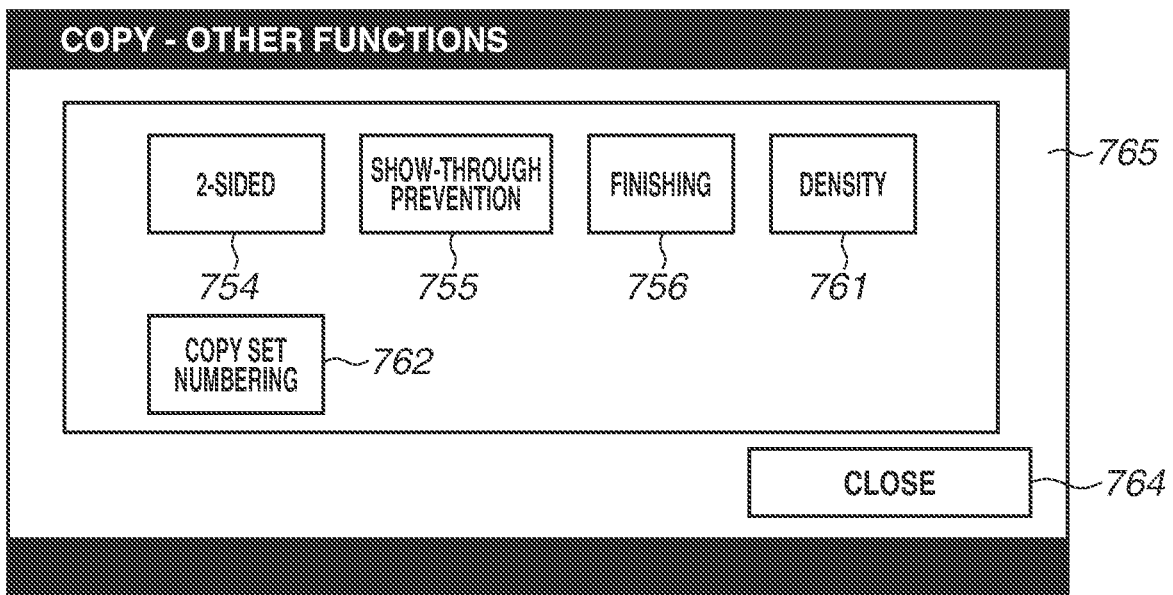 COPY - OTHER FUNCTIONS
2-SIDED
SHOW-THROUGH
PREVENTION
FINISHING
DENSITY
765
754
755
756
761
COPY SET
NUMBERING
762
CLOSE
764